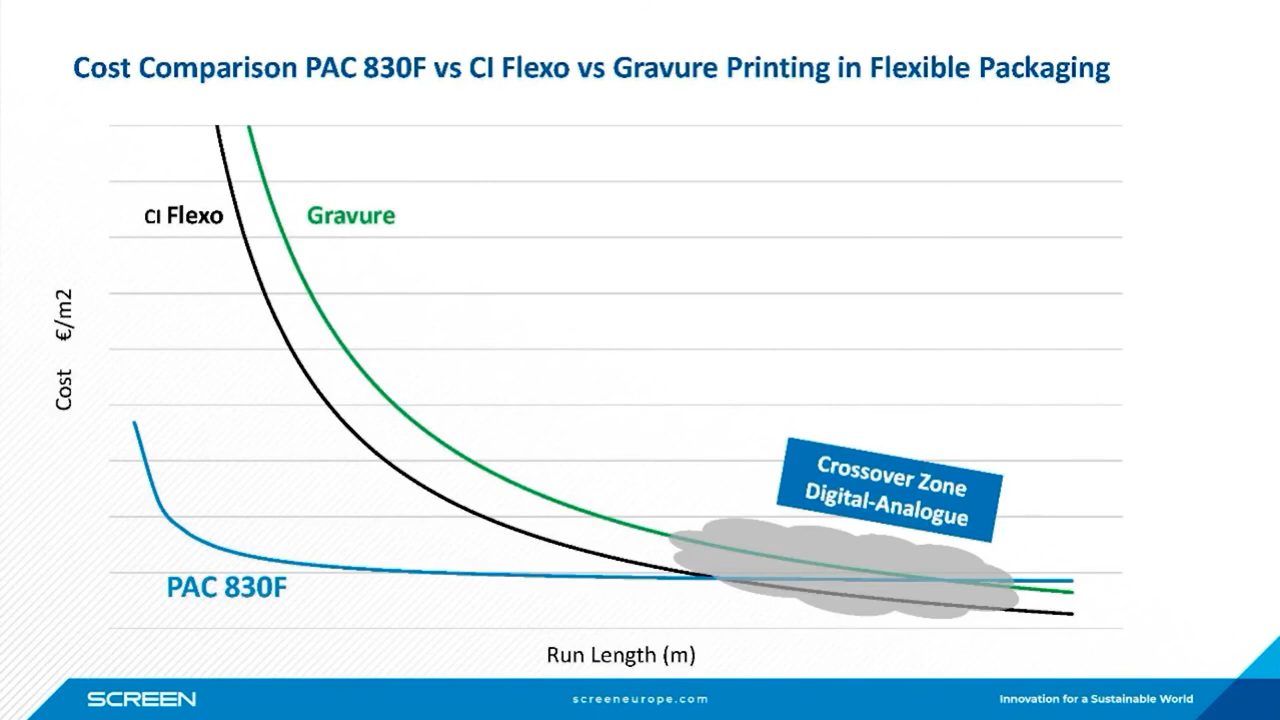 Cost Comparison PAC 830F vs CI Flexo vs Gravure Printing in Flexible Packaging
CI Flexo
Gravure
Cost €/m2
Crossover Zone
Digital-Analogue
PAC 830F
Run Length (m)
SCREEN
screeneurope.com
Innovation for a Sustainable World